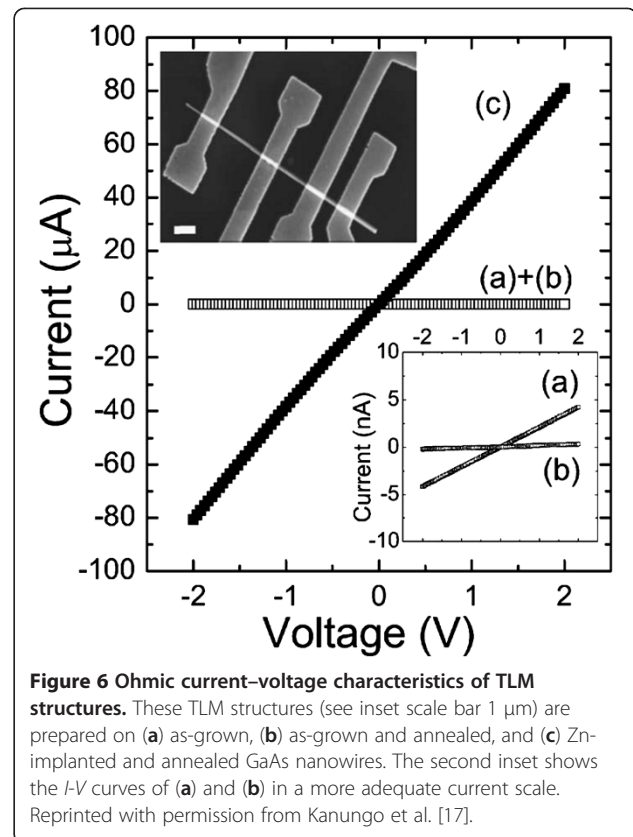 100
80
60
40
20
0
-20
-40
-60
-80
-100
Current (μA)
(c)
(a)+(b)
-2 0 2
10
5
0
-5
-10
Current (nA)
(a)
(b)
-2 -1 0 1 2
Voltage (V)
Figure 6 Ohmic current–voltage characteristics of TLM
structures. These TLM structures (see inset scale bar 1 μm) are
prepared on (a) as-grown, (b) as-grown and annealed, and (c) Zn-
implanted and annealed GaAs nanowires. The second inset shows
the I-V curves of (a) and (b) in a more adequate current scale.
Reprinted with permission from Kanungo et al. [17].